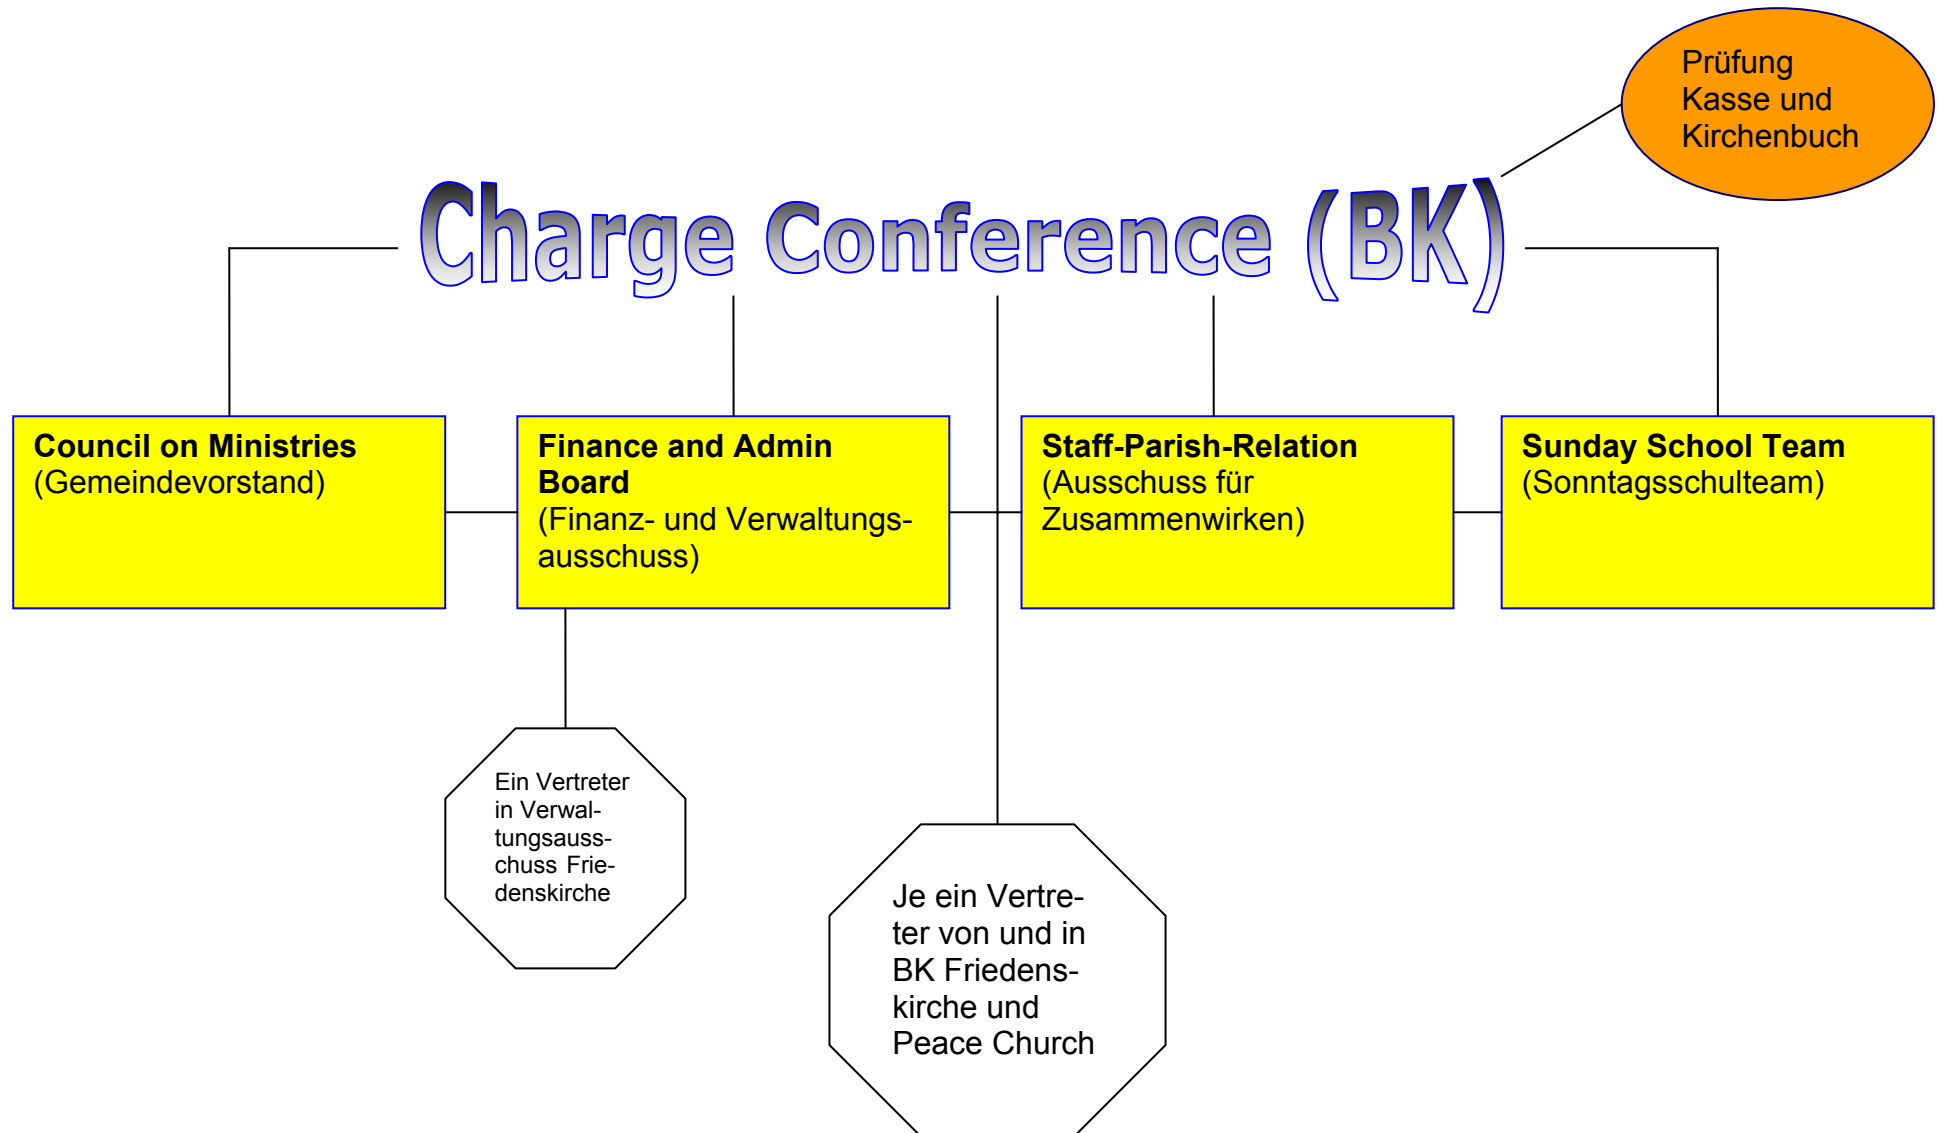 Prüfung
Kasse und
Kirchenbuch
Charge Conference (BK)
Council on Ministries
(Gemeindevorstand)
Finance and Admin
Board
(Finanz- und Verwaltungs-
ausschuss)
Staff-Parish-Relation
(Ausschuss für
Zusammenwirken)
Sunday School Team
(Sonntagsschulteam)
Ein Vertreter
in Verwal-
tungsauss-
chuss Frie-
denskirche
Je ein Vertre-
ter von und in
BK Friedens-
kirche und
Peace Church